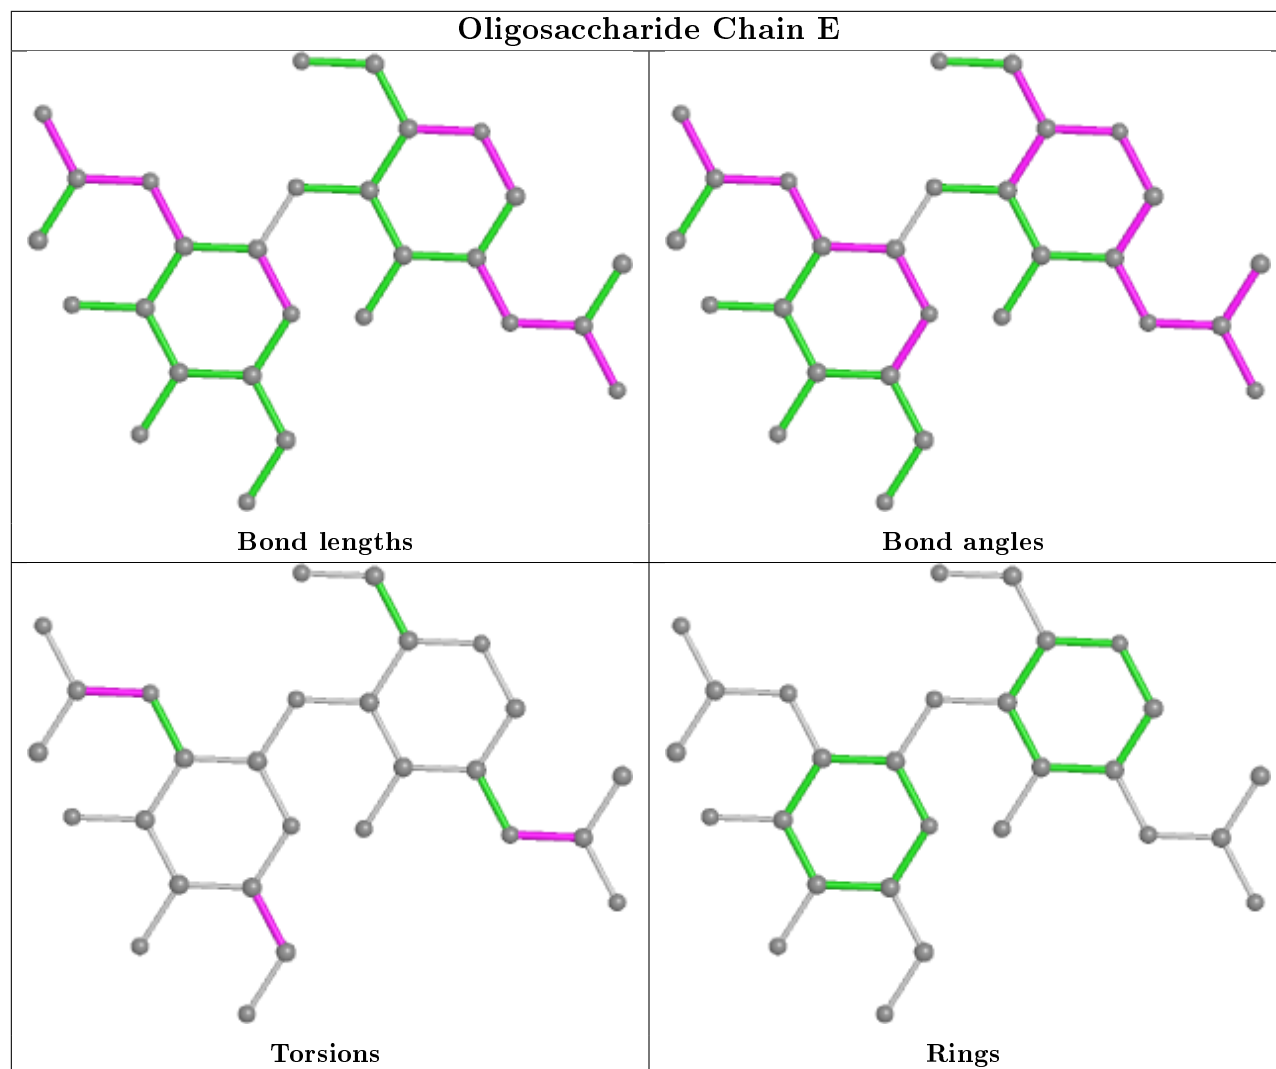 Oligosaccharide Chain E
Bond lengths
Bond angles
Torsions
Rings